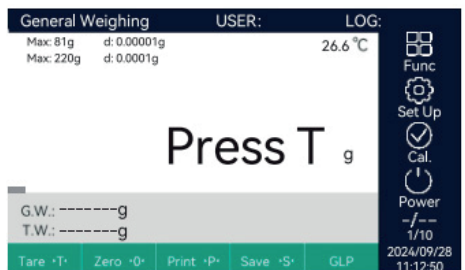 General Weighing USER: LOG:
Max: 81g d: 0.00001g 26.6 °C
Max: 220g d: 0.0001g
Func
Set Up
Press T g
Cal.
Power
G.W.: -------g
T.W.: -------g
-/--
1/10
Tare ·T· Zero ·0· Print ·P· Save ·S· GLP
2024/09/28
11:12:50